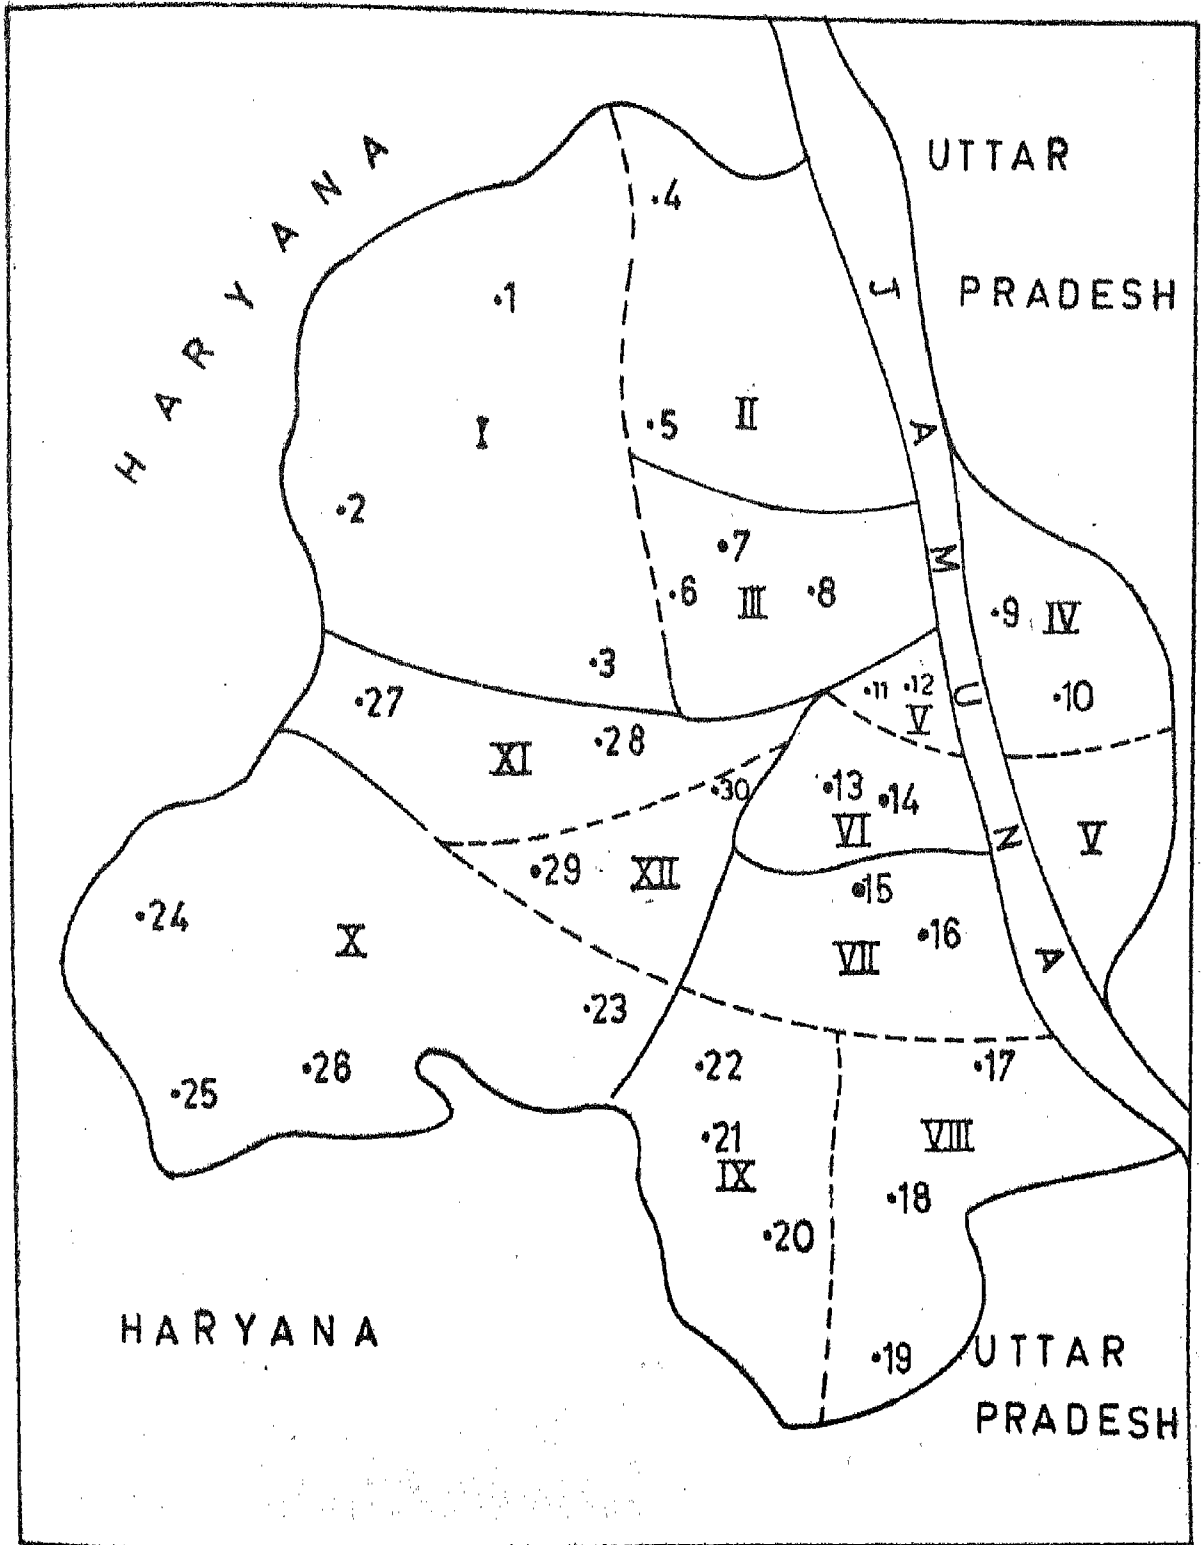 HARYANA
UTTAR
PRADESH
JAMUNA
.4
.1
I
.5
II
.2
.7
.6
III
.8
.9
IV
.3
.27
.11
.12
V
.10
XI
.28
.30
.13
.14
VI
V
.29
XII
.15
.24
X
.16
VII
.23
.22
.17
.26
.25
.21
VIII
IX
.18
.20
HARYANA
.19
UTTAR
PRADESH